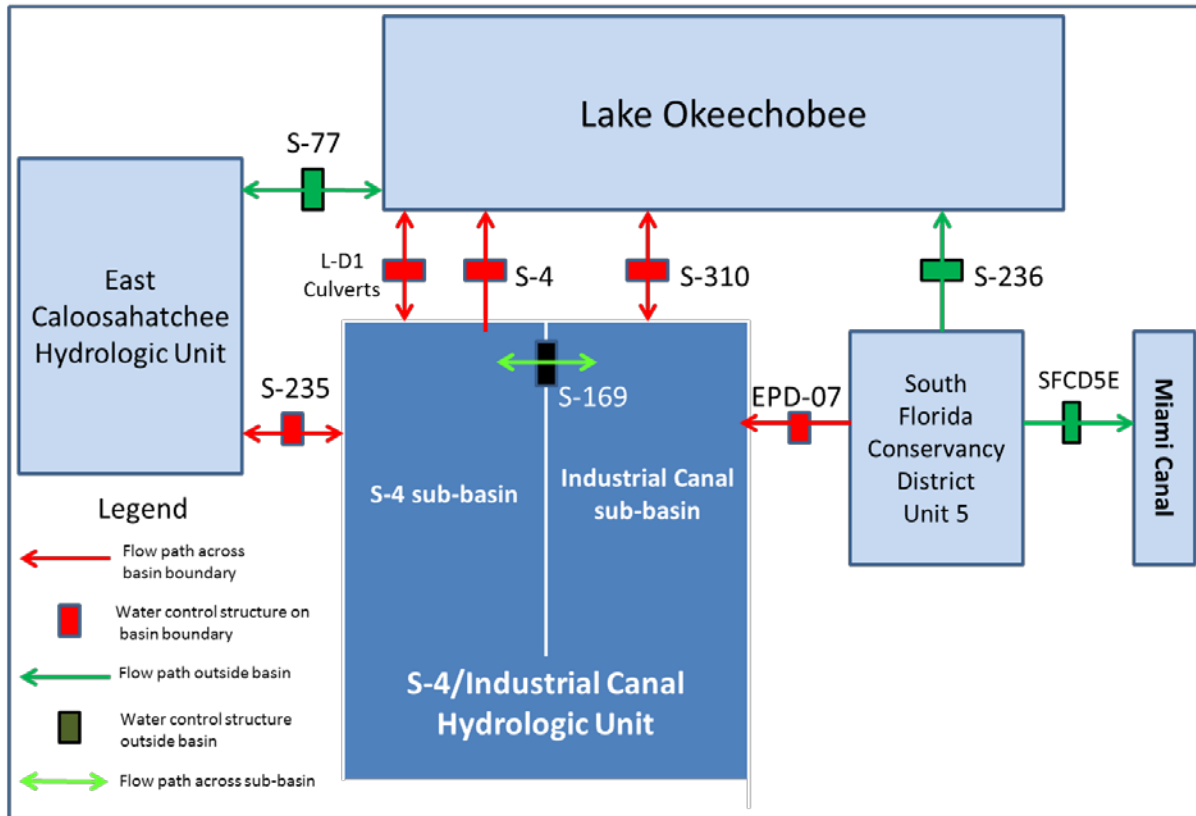 Lake Okeechobee
S-77
East
Caloosahatchee
Hydrologic Unit
L-D1
Culverts
S-4
S-310
S-236
S-235
S-169
EPD-07
SFCD5E
South
Florida
Conservancy
District
Unit 5
Miami Canal
S-4 sub-basin
Industrial Canal
sub-basin
S-4/Industrial Canal
Hydrologic Unit
Legend
Flow path across
basin boundary
Water control structure on
basin boundary
Flow path outside basin
Water control structure
outside basin
Flow path across sub-basin